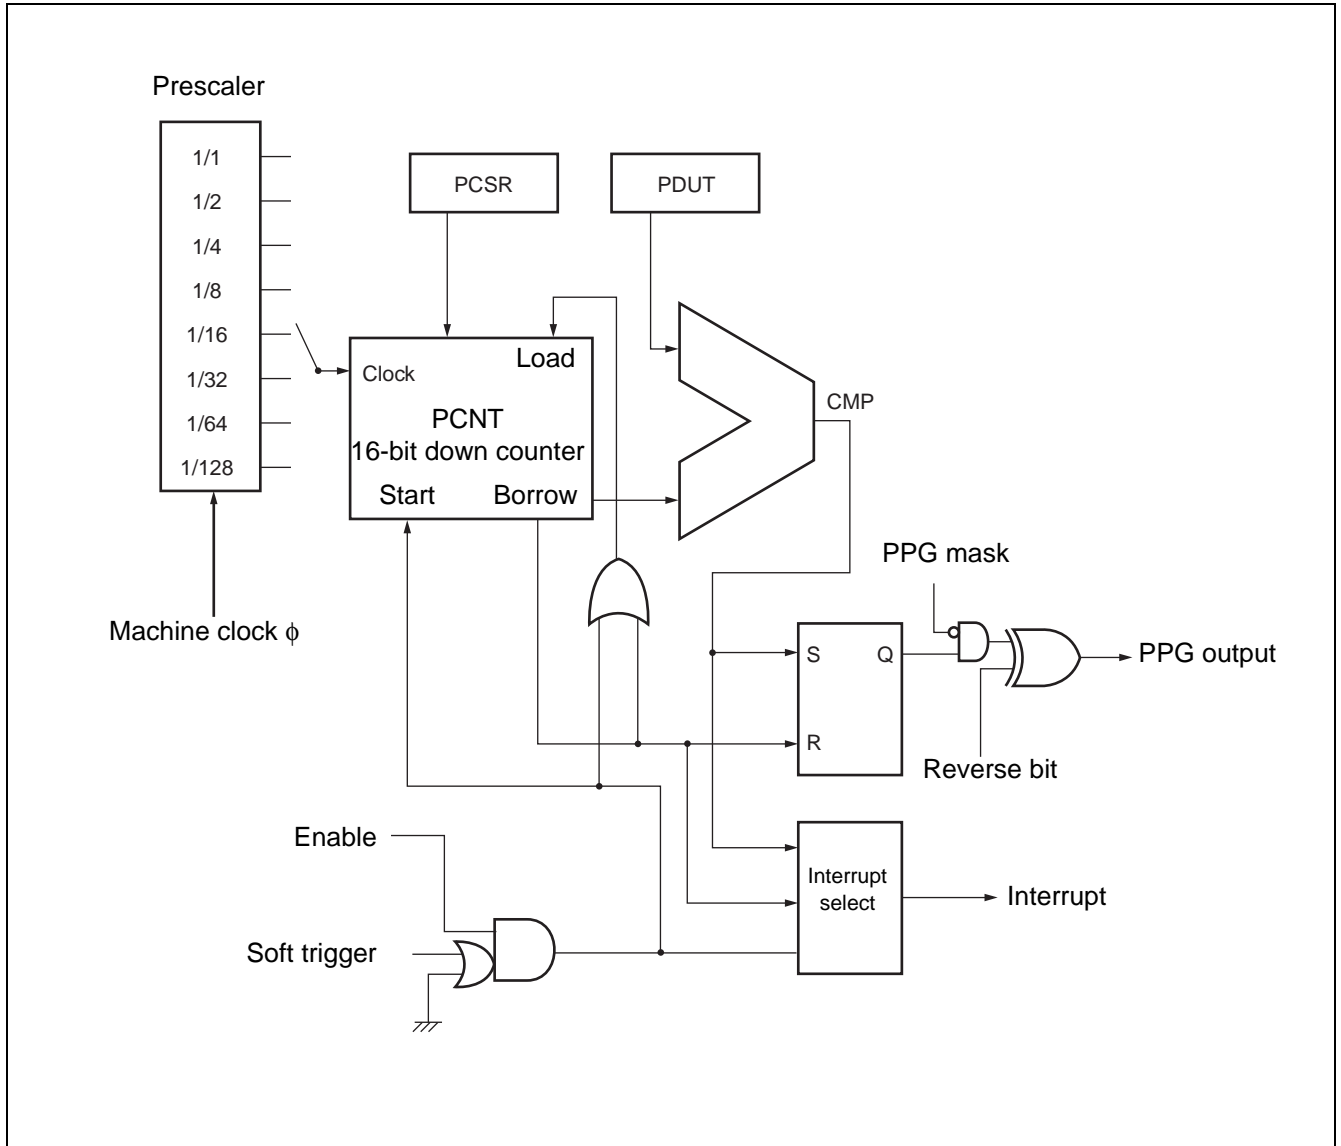 Prescaler
1/1
1/2
1/4
1/8
1/16
1/32
1/64
1/128
Machine clock ϕ
PCSR
PDUT
Load
Clock
PCNT
16-bit down counter
Start
Borrow
CMP
PPG mask
S
Q
R
PPG output
Reverse bit
Enable
Soft trigger
Interrupt
select
Interrupt